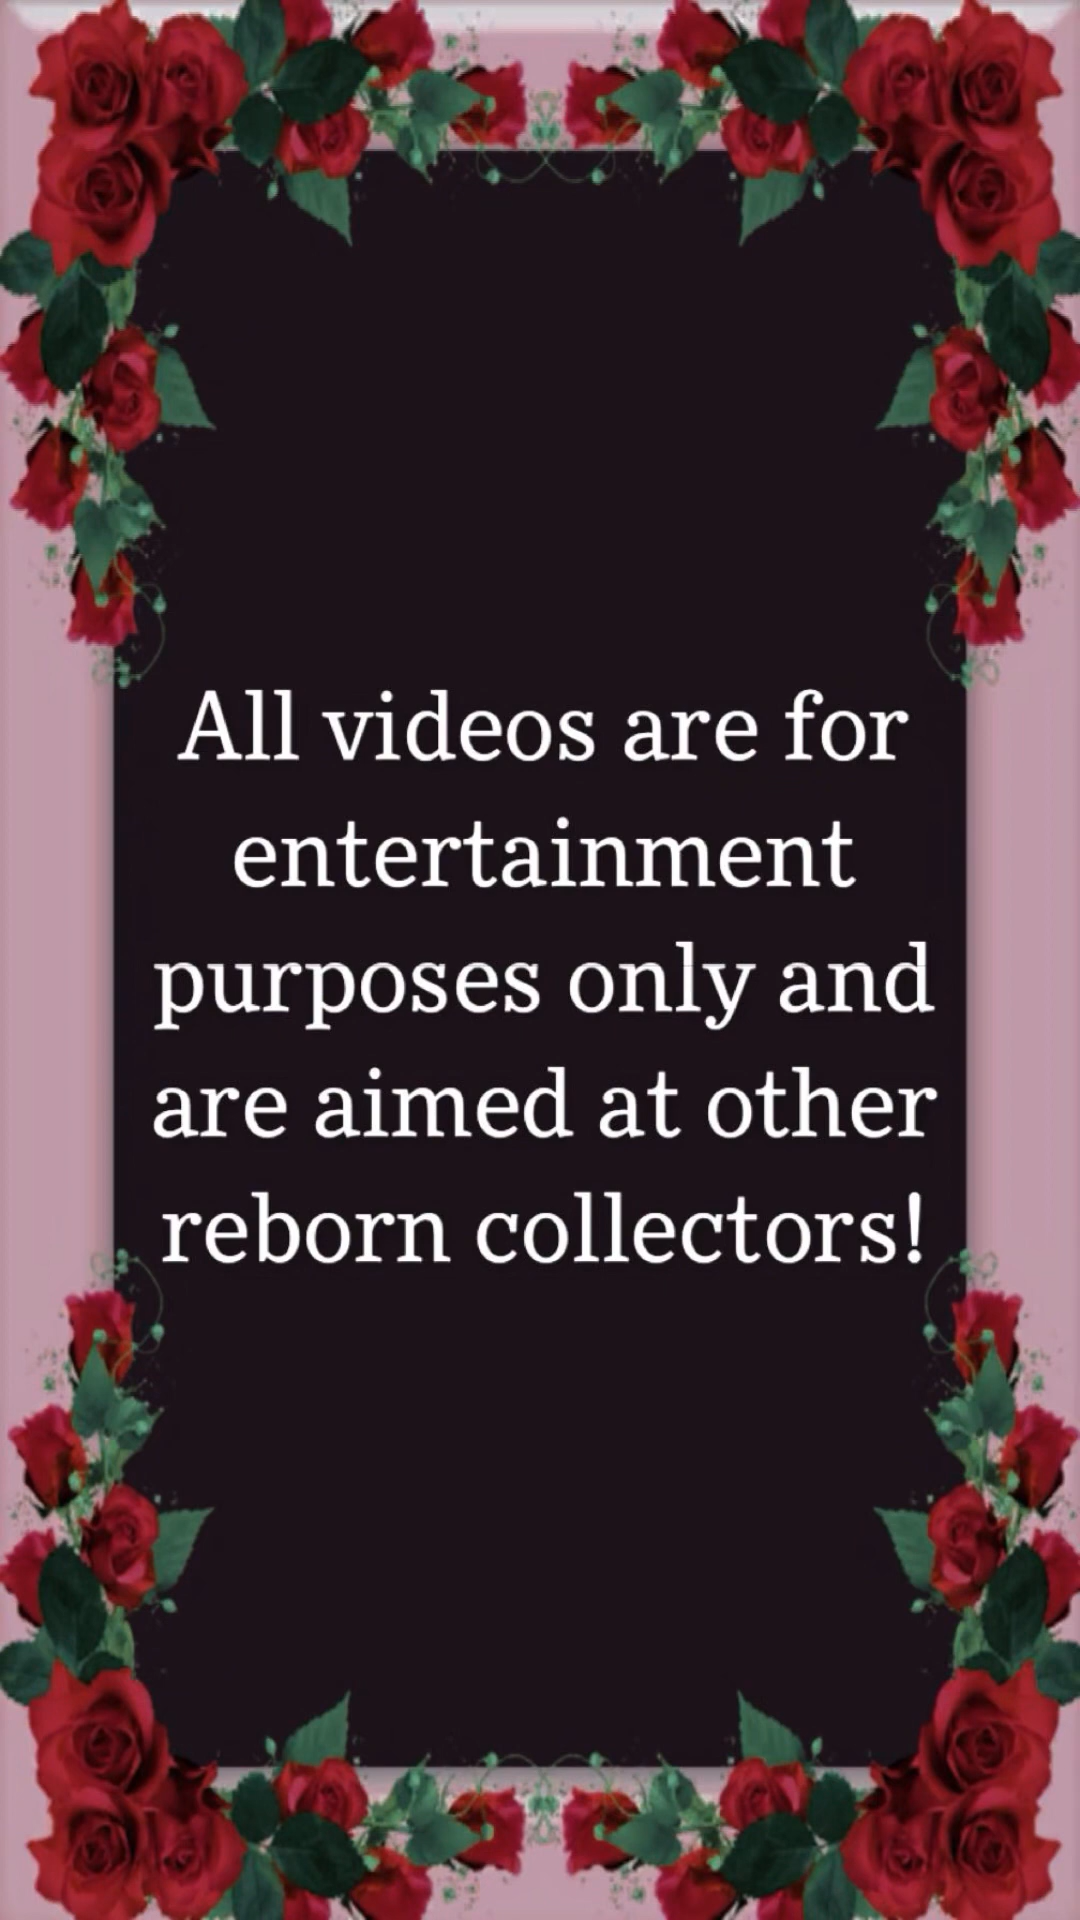 All videos are for
entertainment
purposes only and
are aimed at other
reborn collectors!